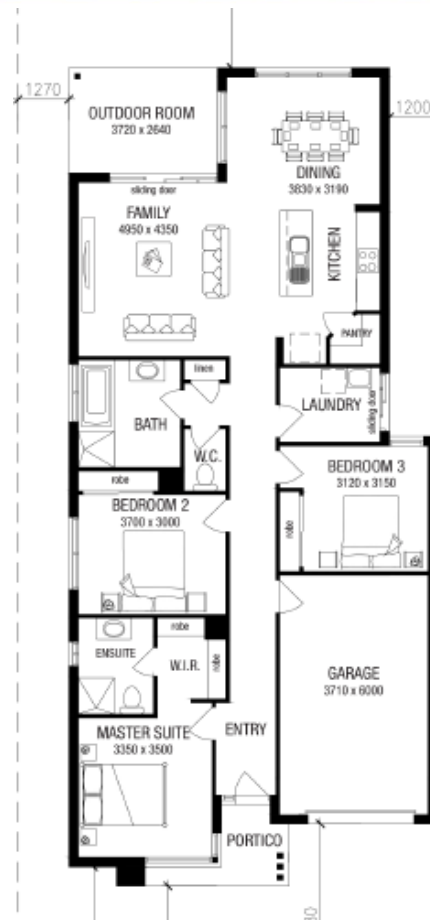 1270
1200
OUTDOOR ROOM
3720 x 2640
DINING
3830 x 3190
sliding door
FAMILY
4950 x 4350
KITCHEN
PANTRY
linen
LAUNDRY
sliding door
BATH
W.C.
robe
BEDROOM 3
3120 x 3150
BEDROOM 2
3700 x 3000
robe
robe
ENSUITE
W.I.R.
robe
GARAGE
3710 x 6000
MASTER SUITE
3350 x 3500
ENTRY
PORTICO